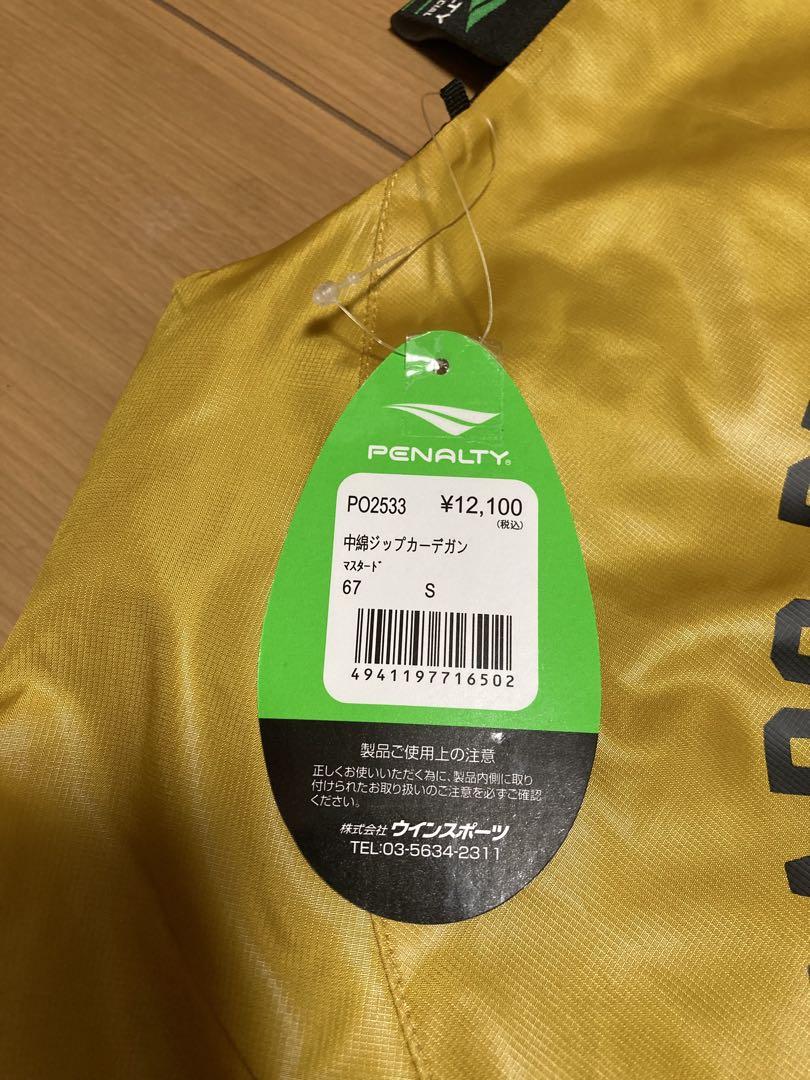 PENALTY
PO2533 ¥12,100
(税込)
中綿ジップカーデガン
ﾏｽﾀｰﾄﾞ
67 S
4941197716502
製品ご使用上の注意
正しくお使いいただく為に、製品内側に取り
付けられたお取り扱いのご注意を必ずご確認
ください。
株式会社 ウインスポーツ
TEL:03-5634-2311